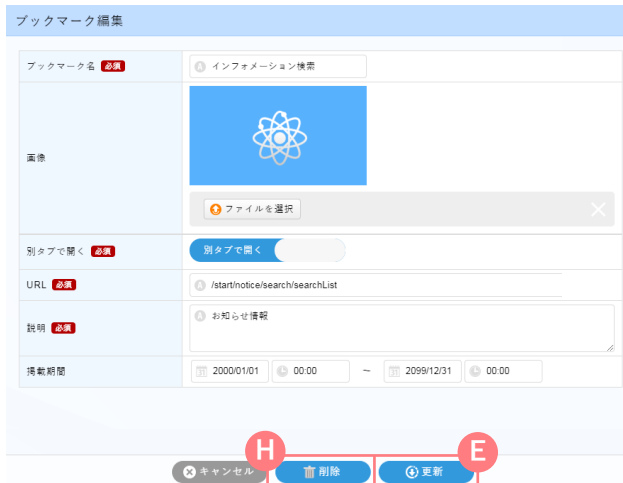 ブックマーク編集
ブックマーク名 必須 インフォメーション検索
画像
ファイルを選択
別タブで開く 必須 別タブで開く
URL 必須 /start/notice/search/searchList
説明 必須 お知らせ情報
掲載期間 2000/01/01 00:00 ~ 2099/12/31 00:00
H E
キャンセル 削除 更新